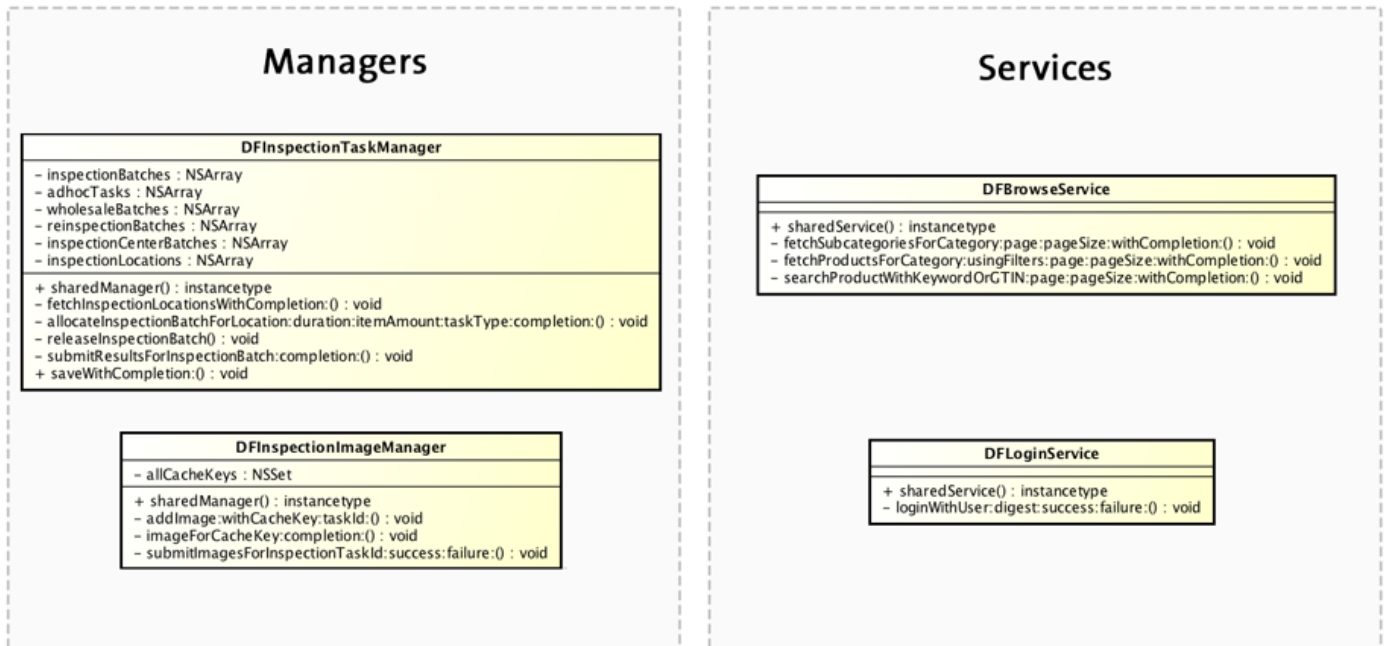 Managers
DFInspectionTaskManager
- inspectionBatches : NSArray
- adhocTasks : NSArray
- wholesaleBatches : NSArray
- reinspectionBatches : NSArray
- inspectionCenterBatches : NSArray
- inspectionLocations : NSArray
+ sharedManager() : instancetype
- fetchInspectionLocationsWithCompletion:() : void
- allocateInspectionBatchForLocation:duration:itemAmount:taskType:completion:() : void
- releaseInspectionBatch() : void
- submitResultsForInspectionBatch:completion:() : void
+ saveWithCompletion:() : void
DFInspectionImageManager
- allCacheKeys : NSSet
+ sharedManager() : instancetype
- addImage:withCacheKey:taskId:() : void
- imageForCacheKey:completion:() : void
- submitImagesForInspectionTaskId:success:failure:() : void
Services
DFBrowseService
+ sharedService() : instancetype
- fetchSubcategoriesForCategory:page:pageSize:withCompletion:() : void
- fetchProductsForCategory:usingFilters:page:pageSize:withCompletion:() : void
- searchProductWithKeywordOrGTIN:page:pageSize:withCompletion:() : void
DFLoginService
+ sharedService() : instancetype
- loginWithUser:digest:success:failure:() : void